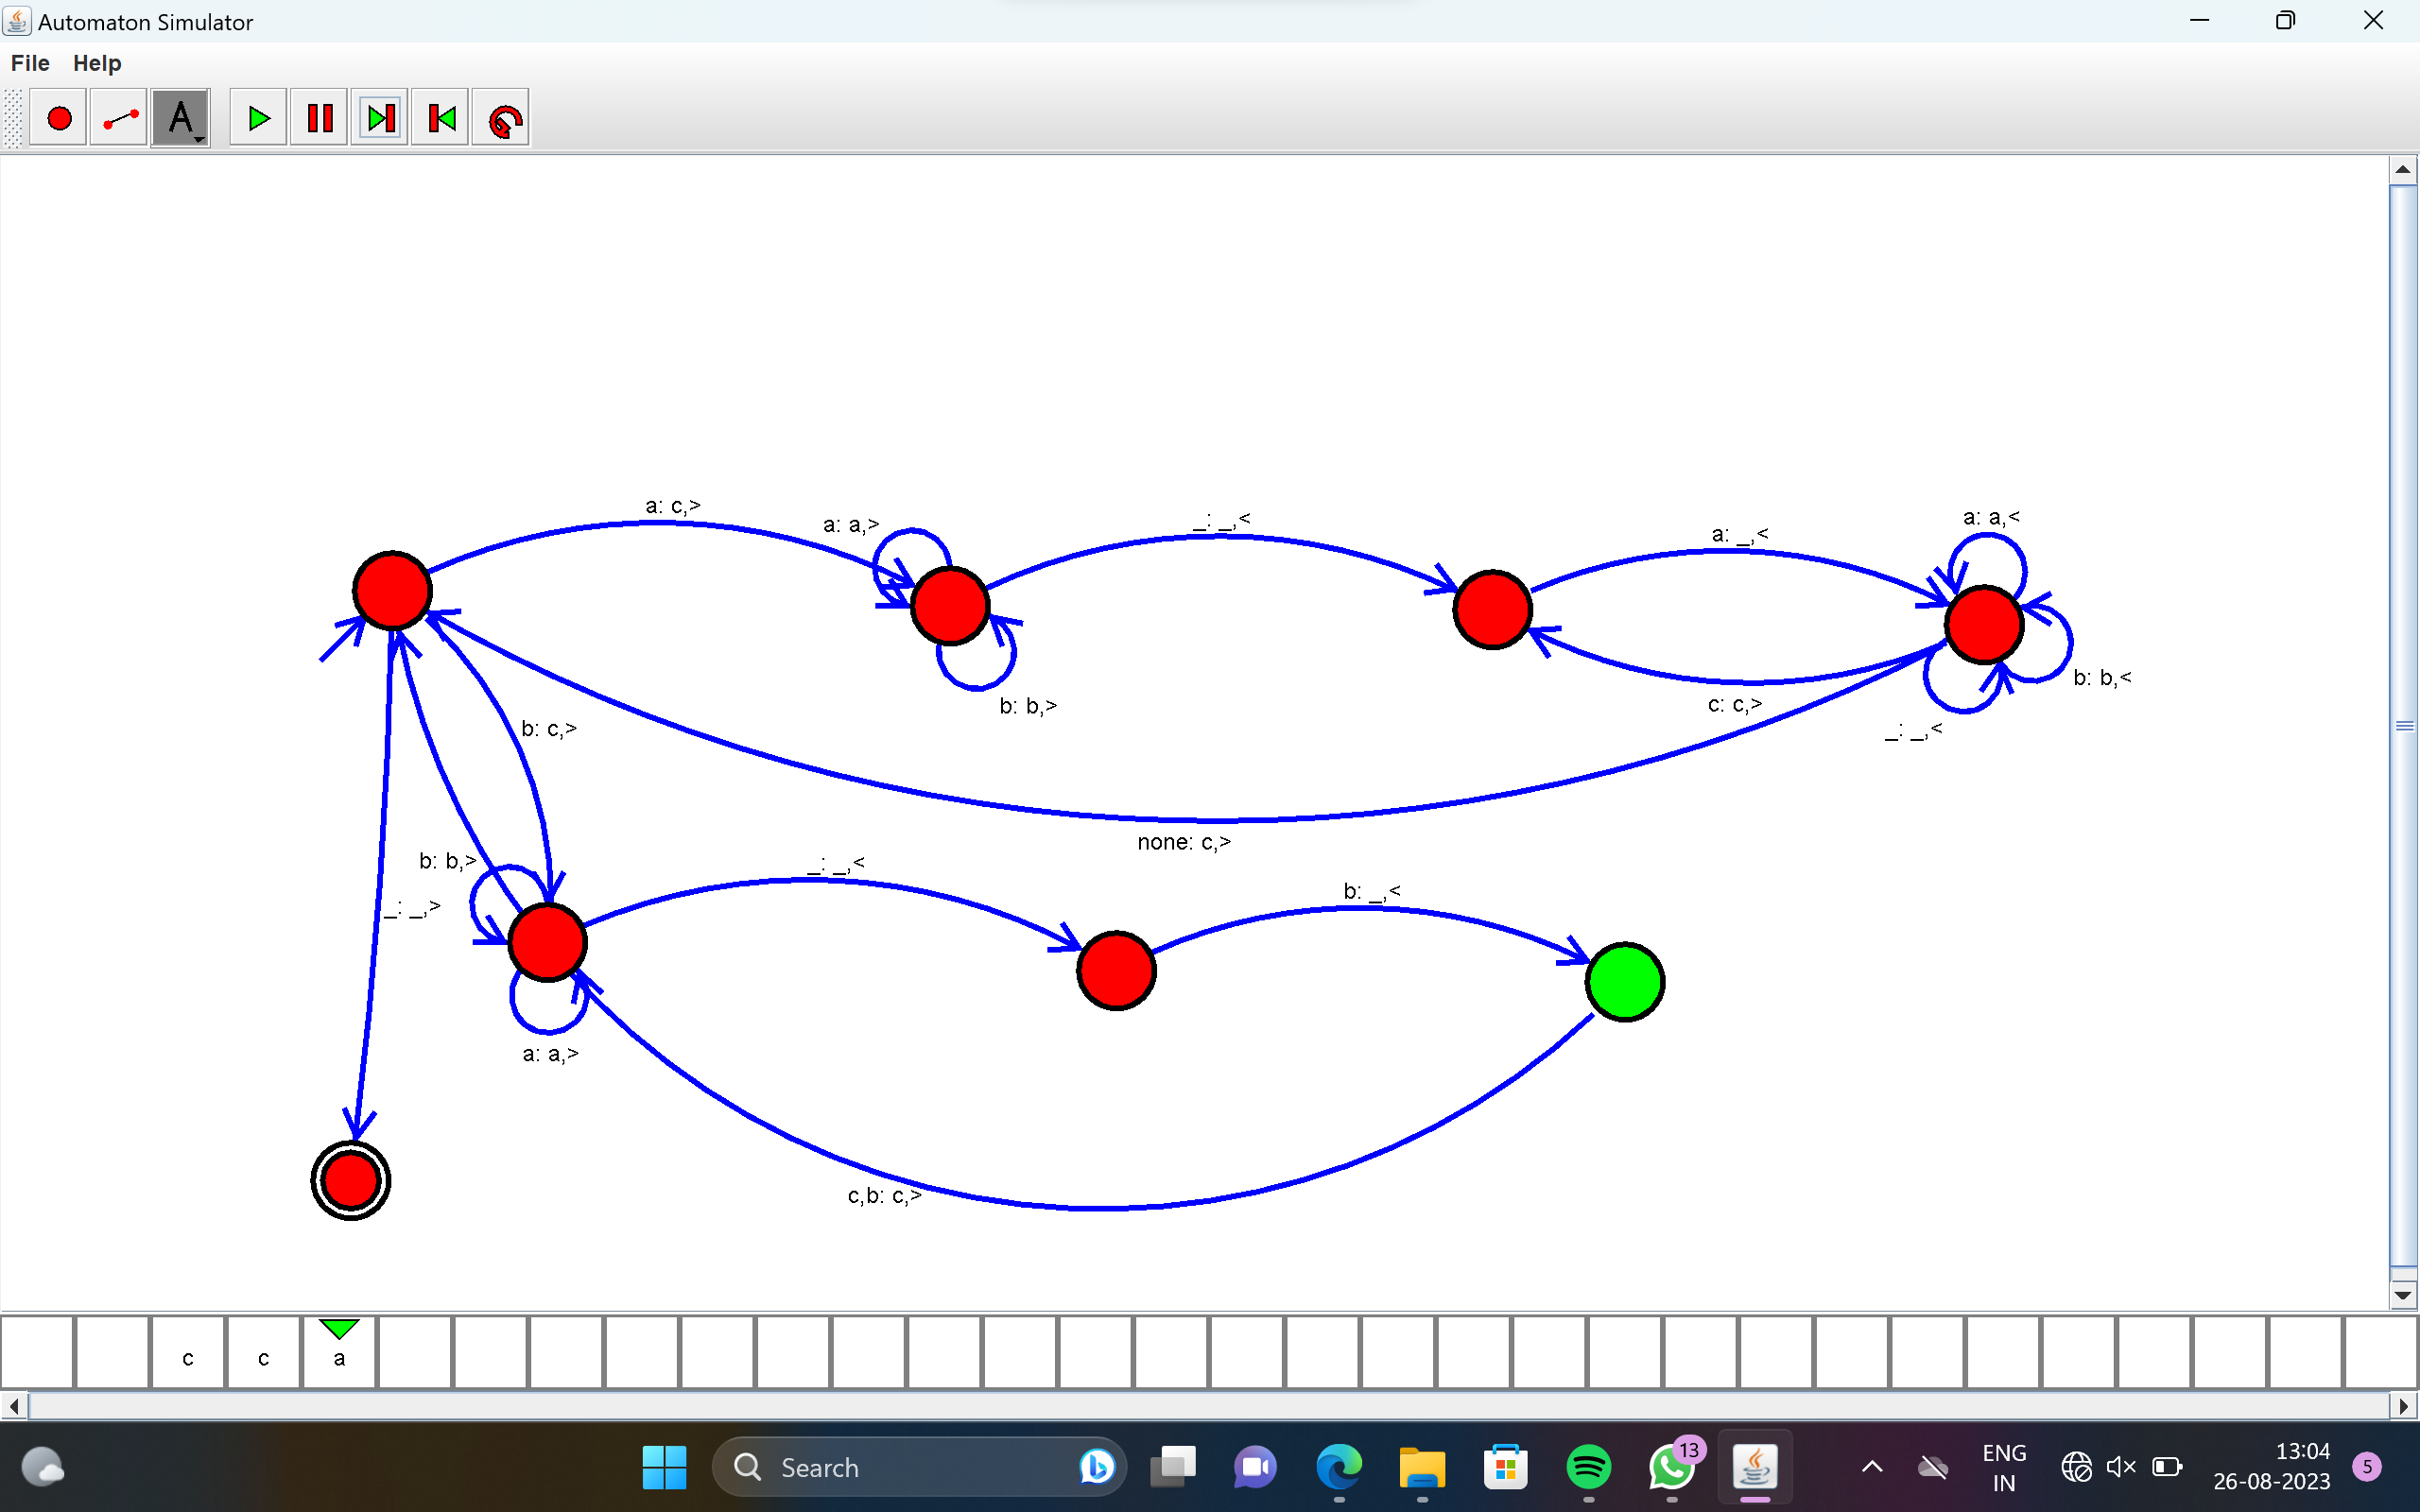 Automaton Simulator
File Help
A
a: c,>
a: a,>
_: _,<
a: _,<
a: a,<
b: b,>
c: c,>
b: b,<
_: _,<
b: c,>
none: c,>
b: b,>
_: _,<
b: _,<
_: _,>
a: a,>
c,b: c,>
c c a
Search
13
ENG
IN
13:04
26-08-2023
5